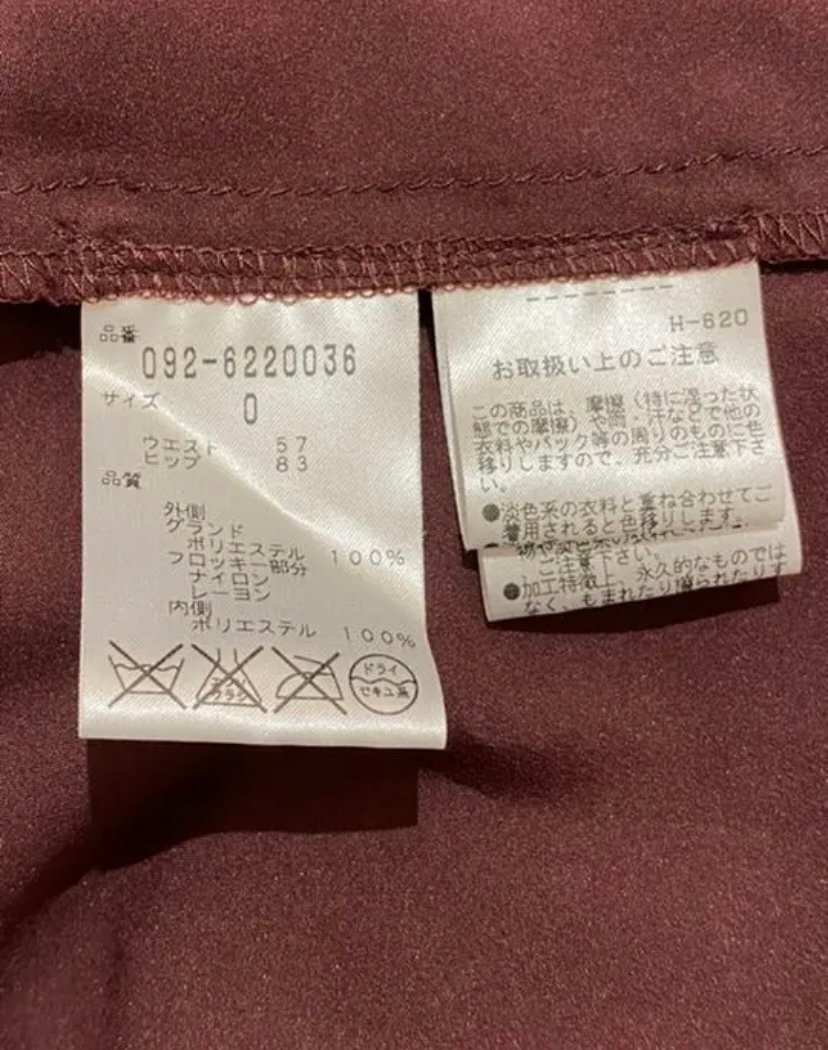 品番
092-6220036
サイズ 0
ウエスト 57
ヒップ 83
品質
外側
グランド
ポリエステル 100%
フロッキー部分
ナイロン
レーヨン
内側
ポリエステル 100%
ドライ
セキユ系
H-620
お取扱い上のご注意
この商品は、摩擦(特に湿った状
態での摩擦)や雨・汗などで他の
衣料やバック等の周りのものに色
移りしますので、充分ご注意下さ
い。
●淡色系の衣料と重ね合わせてご
着用されると色移りします。
ご注意下さい。
●加工特徴上、永久的なものでは
なく、もまれたり擦られたりす